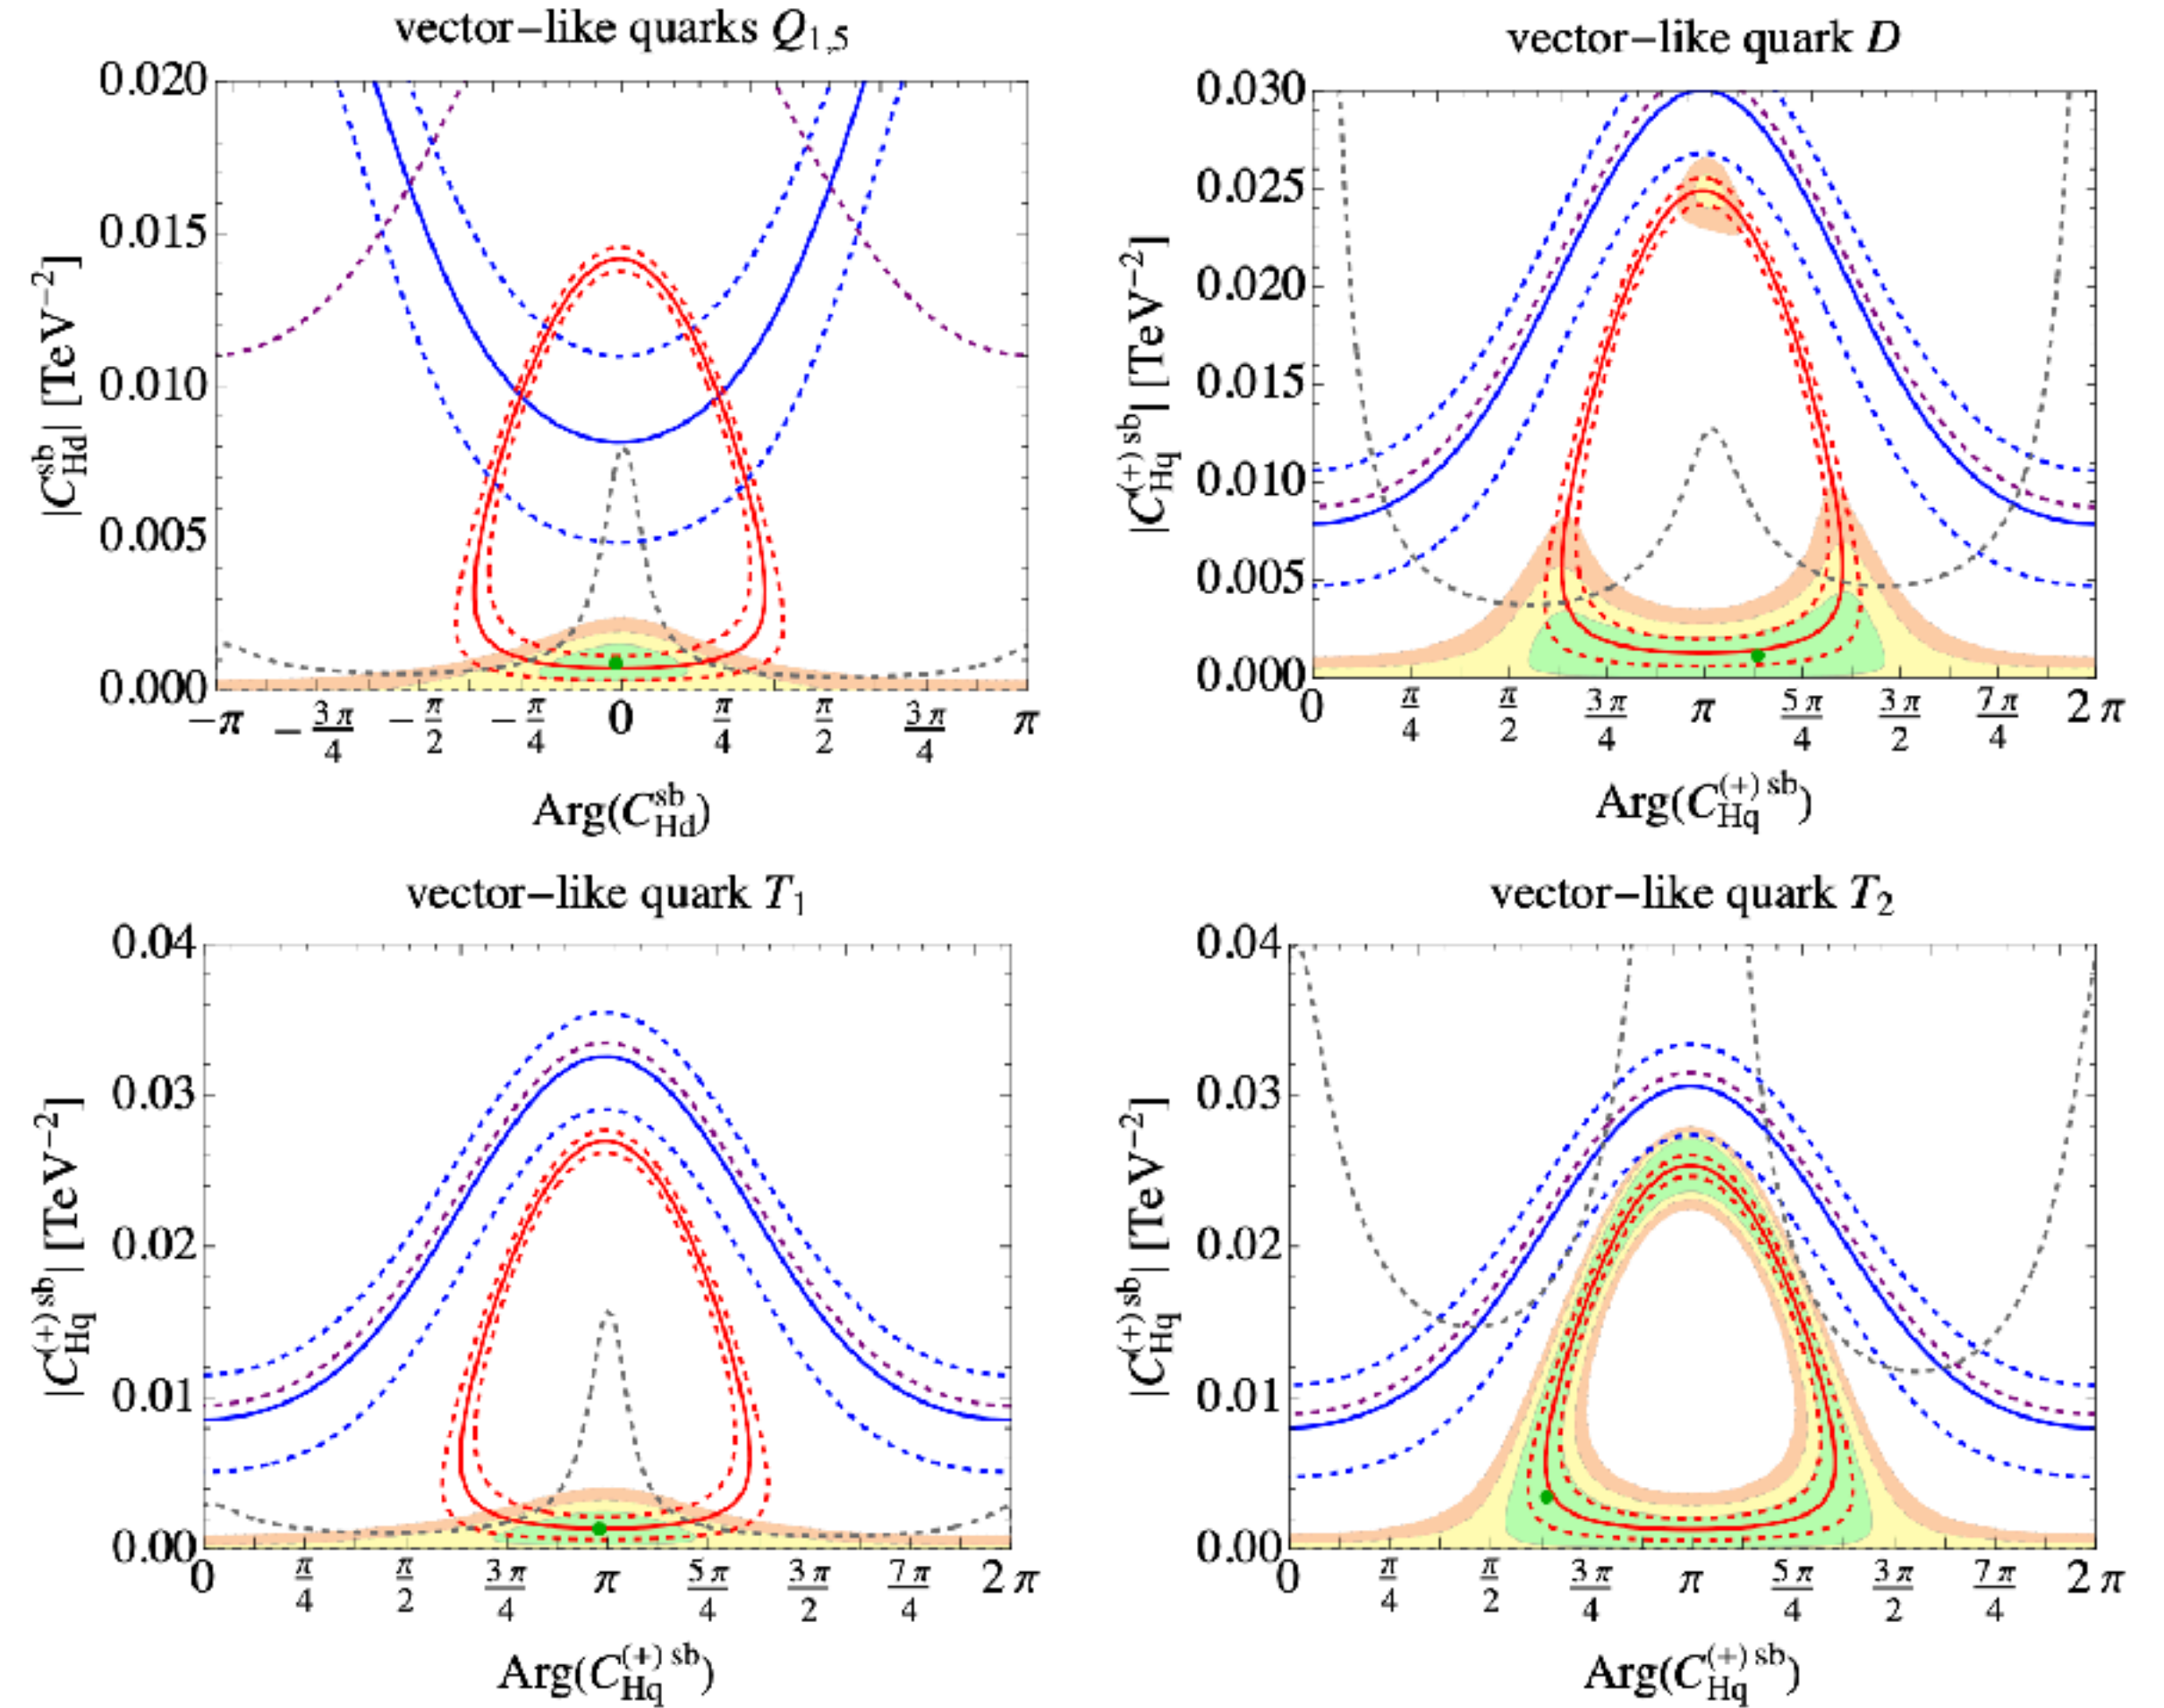 vector–like quarks Q1,5
0.020
0.015
0.010
0.005
0.000
|C_Hd^sb| [TeV−2]
−π −3π/4 −π/2 −π/4 0 π/4 π/2 3π/4 π
Arg(C_Hd^sb)
vector–like quark D
0.030
0.025
0.020
0.015
0.010
0.005
0.000
|C_Hq^(+) sb| [TeV−2]
0 π/4 π/2 3π/4 π 5π/4 3π/2 7π/4 2π
Arg(C_Hq^(+) sb)
vector–like quark T1
0.04
0.03
0.02
0.01
0.00
|C_Hq^(+) sb| [TeV−2]
0 π/4 π/2 3π/4 π 5π/4 3π/2 7π/4 2π
Arg(C_Hq^(+) sb)
vector–like quark T2
0.04
0.03
0.02
0.01
0.00
|C_Hq^(+) sb| [TeV−2]
0 π/4 π/2 3π/4 π 5π/4 3π/2 7π/4 2π
Arg(C_Hq^(+) sb)